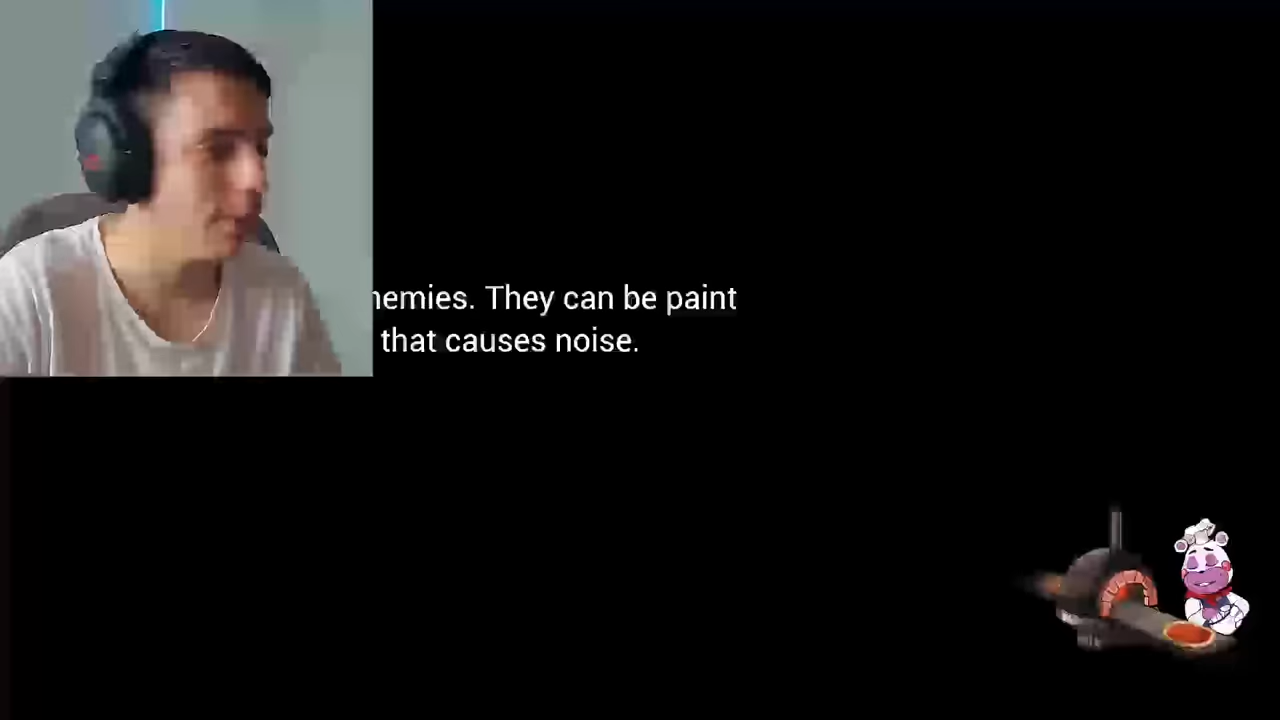 nemies. They can be paint
that causes noise.